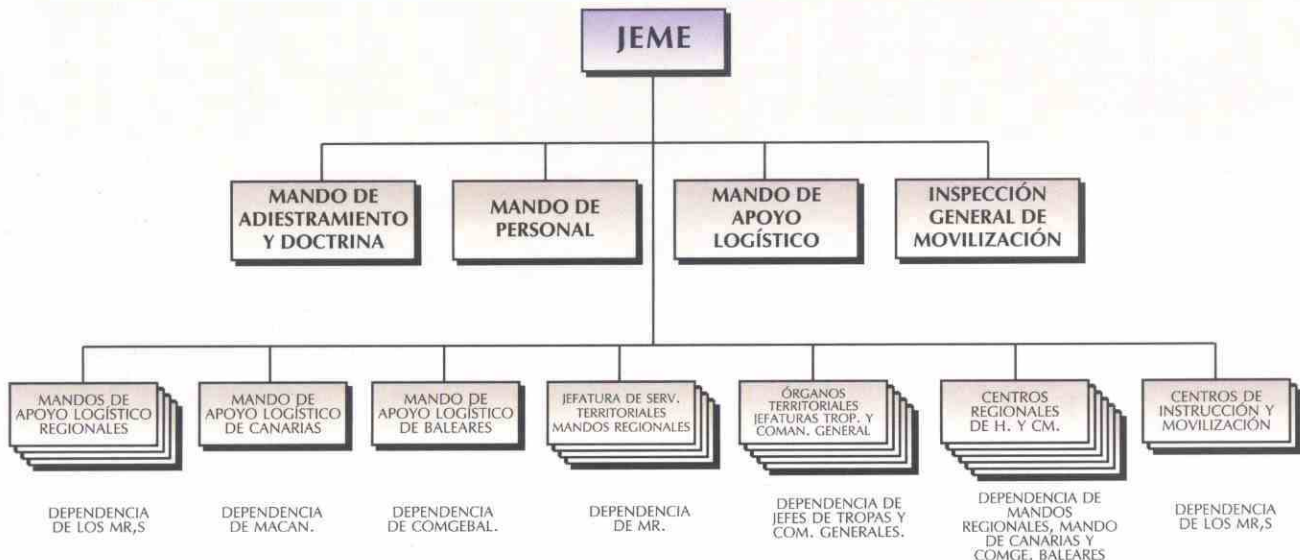 JEME
MANDO DE
ADIESTRAMIENTO
Y DOCTRINA
MANDO DE
PERSONAL
MANDO DE
APOYO
LOGÍSTICO
INSPECCIÓN
GENERAL DE
MOVILIZACIÓN
MANDOS DE
APOYO LOGÍSTICO
REGIONALES
MANDO DE
APOYO LOGÍSTICO
DE CANARIAS
MANDO DE
APOYO LOGÍSTICO
DE BALEARES
JEFATURA DE SERV.
TERRITORIALES
MANDOS REGIONALES
ÓRGANOS
TERRITORIALES
JEFATURAS TROP. Y
COMAN. GENERAL
CENTROS
REGIONALES
DE H. Y CM.
CENTROS DE
INSTRUCCIÓN Y
MOVILIZACIÓN
DEPENDENCIA
DE LOS MR,S
DEPENDENCIA
DE MACAN.
DEPENDENCIA
DE COMGEBAL.
DEPENDENCIA
DE MR.
DEPENDENCIA DE
JEFES DE TROPAS Y
COM. GENERALES.
DEPENDENCIA DE
MANDOS
REGIONALES, MANDO
DE CANARIAS Y
COMGE. BALEARES
DEPENDENCIA
DE LOS MR,S